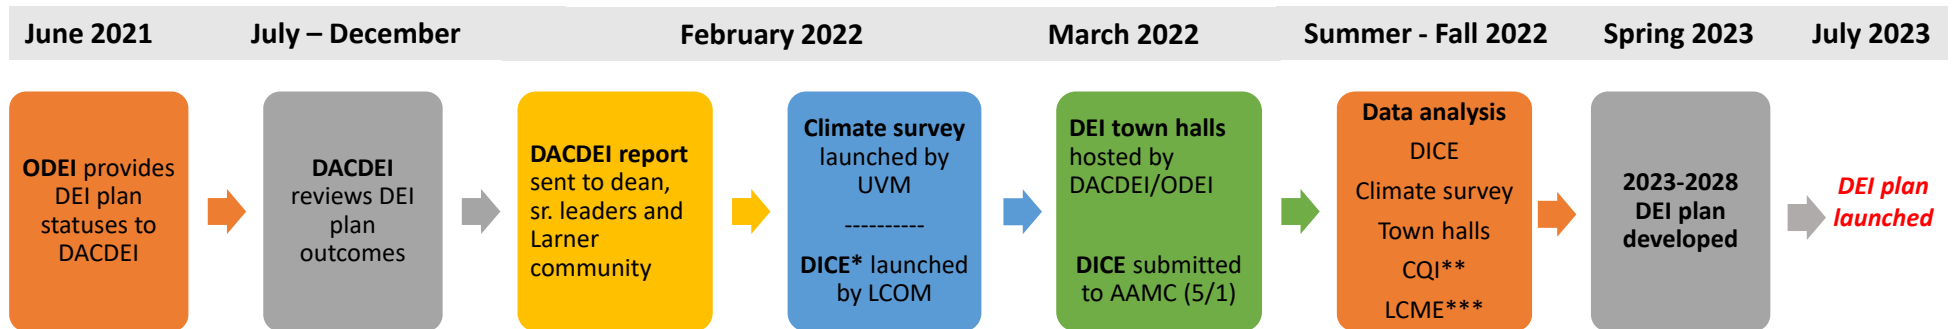 June 2021
July – December
February 2022
March 2022
Summer - Fall 2022
Spring 2023
July 2023
ODEI provides
DEI plan
statuses to
DACDEI
DACDEI
reviews DEI
plan
outcomes
DACDEI report
sent to dean,
sr. leaders and
Larner
community
Climate survey
launched by
UVM
----------
DICE* launched
by LCOM
DEI town halls
hosted by
DACDEI/ODEI
DICE submitted
to AAMC (5/1)
Data analysis
DICE
Climate survey
Town halls
CQI**
LCME***
2023-2028
DEI plan
developed
DEI plan
launched